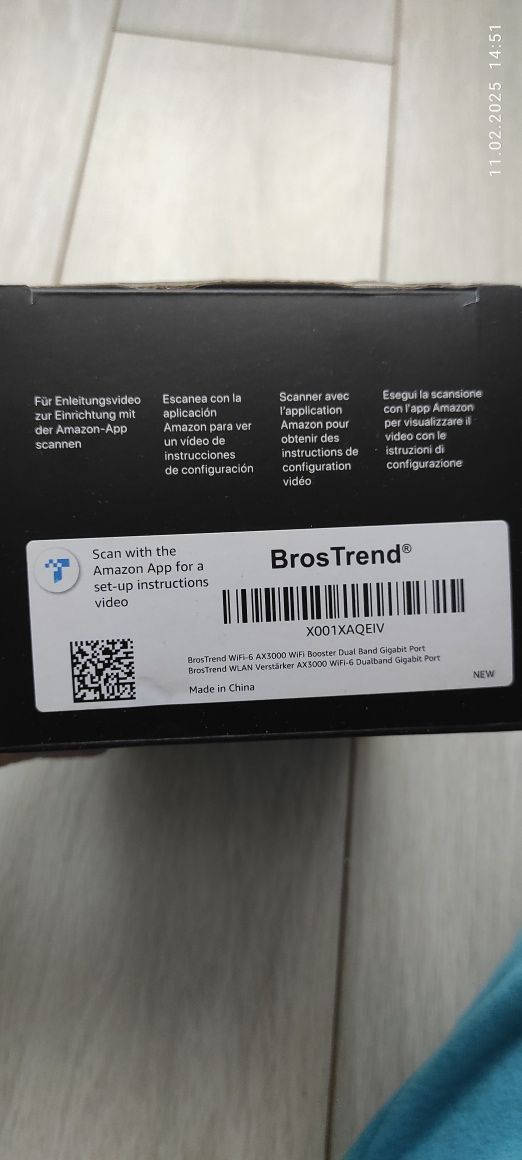 11.02.2025 14:51
Für Enleitungsvideo
zur Einrichtung mit
der Amazon-App
scannen
Escanea con la
aplicación
Amazon para ver
un vídeo de
instrucciones
de configuración
Scanner avec
l'application
Amazon pour
obtenir des
instructions de
configuration
vidéo
Esegui la scansione
con l'app Amazon
per visualizzare il
video con le
istruzioni di
configurazione
Scan with the
Amazon App for a
set-up instructions
video
BrosTrend®
X001XAQEIV
BrosTrend WiFi-6 AX3000 WiFi Booster Dual Band Gigabit Port
BrosTrend WLAN Verstärker AX3000 WiFi-6 Dualband Gigabit Port
Made in China
NEW